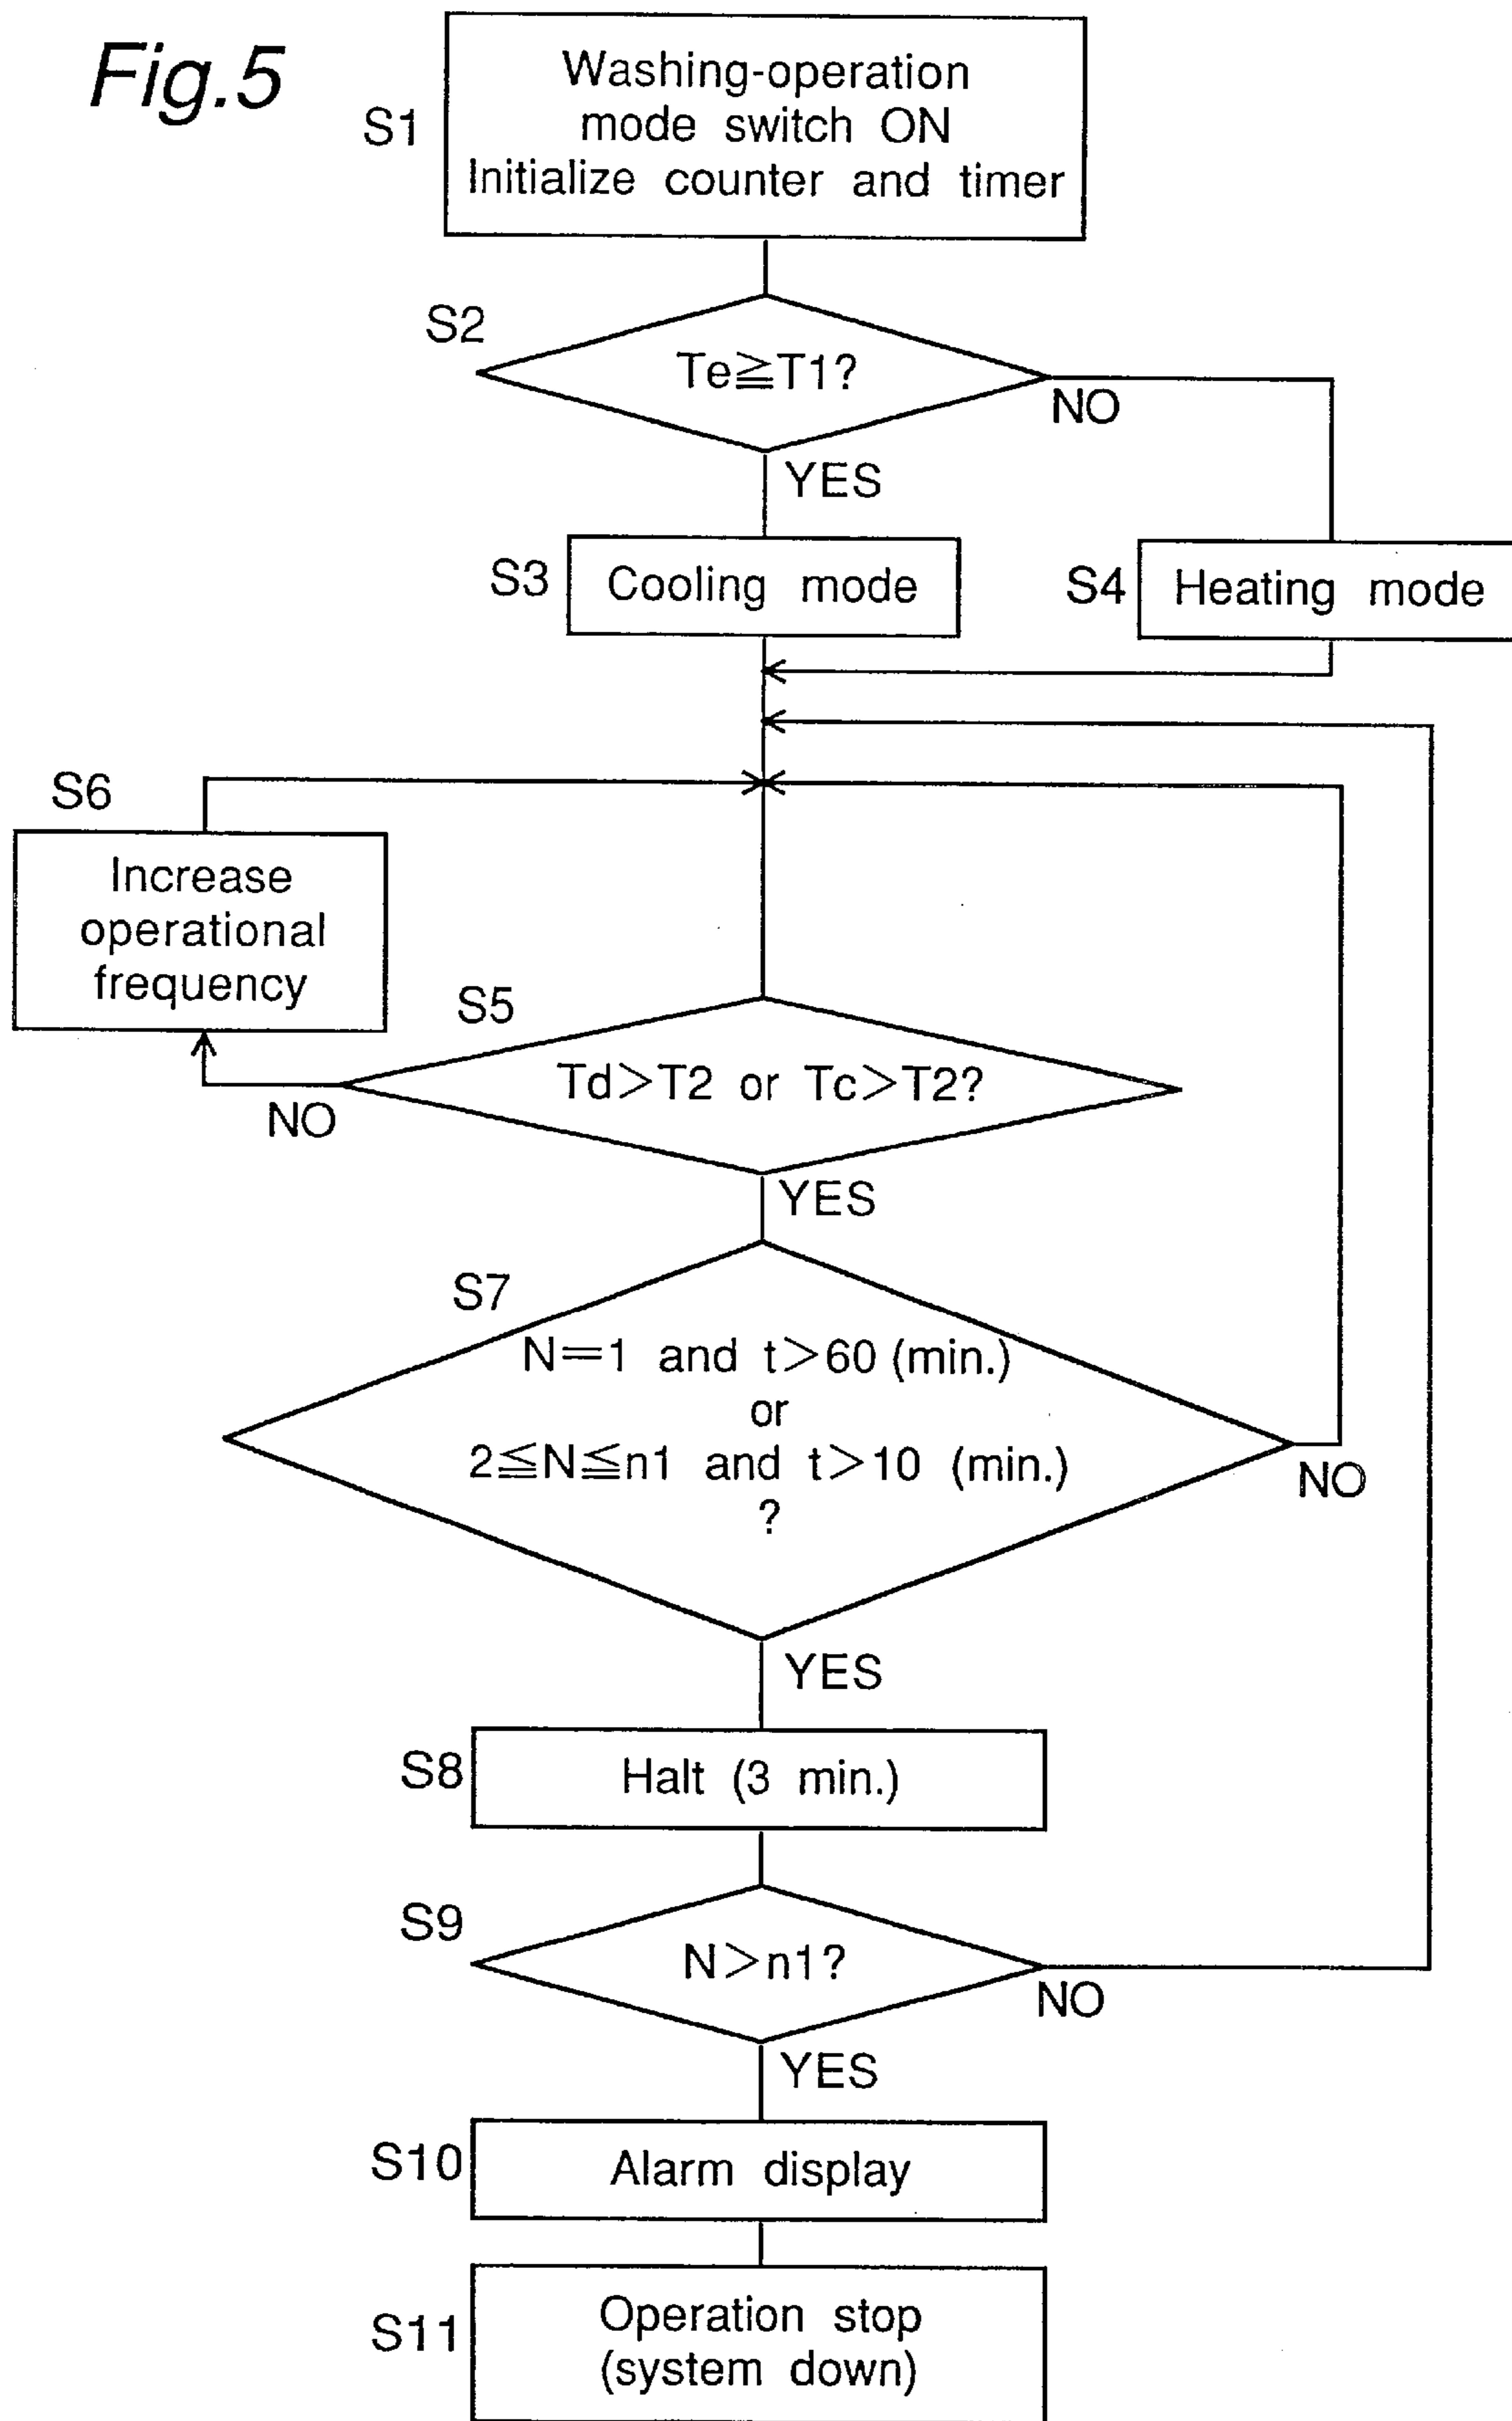 Fig.5
S1
Washing-operation
mode switch ON
Initialize counter and timer
S2
Te≧T1?
NO
YES
S3
Cooling mode
S4
Heating mode
S6
Increase
operational
frequency
S5
Td>T2 or Tc>T2?
NO
YES
S7
N=1 and t>60 (min.)
or
2≦N≦n1 and t>10 (min.)
?
NO
YES
S8
Halt (3 min.)
S9
N>n1?
NO
YES
S10
Alarm display
S11
Operation stop
(system down)